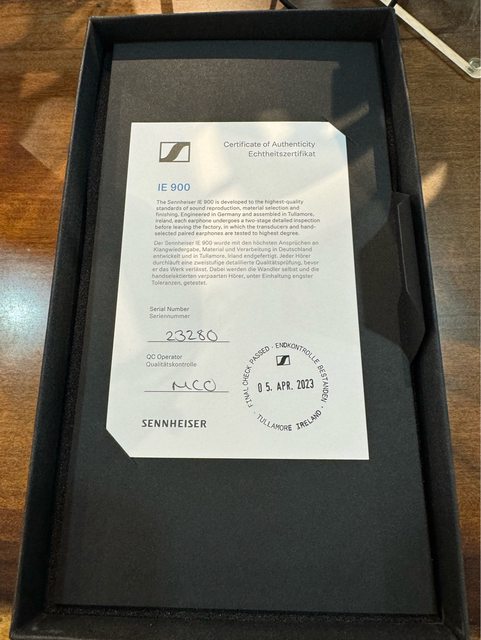 Certificate of Authenticity
Echtheitszertifikat
IE 900
The Sennheiser IE 900 is developed to the highest-quality
standards of sound reproduction, material selection and
finishing. Engineered in Germany and assembled in Tullamore,
Ireland, each earphone undergoes a two-stage detailed inspection
before leaving the factory, in which the transducers and hand-
selected paired earphones are tested to highest degree.
Der Sennheiser IE 900 wurde mit den höchsten Ansprüchen an
Klangwiedergabe, Material und Verarbeitung in Deutschland
entwickelt und in Tullamore, Irland endgefertigt. Jeder Hörer
durchläuft eine zweistufige detaillierte Qualitätsprüfung, bevor
er das Werk verlässt. Dabei werden die Wandler selbst und die
handselektierten verpaarten Hörer, unter Einhaltung engster
Toleranzen, getestet.
Serial Number
Seriennummer
23280
QC Operator
Qualitätskontrolle
MCO
FINAL CHECK PASSED · ENDKONTROLLE BESTANDEN ·
05. APR. 2023
· TULLAMORE IRELAND ·
SENNHEISER